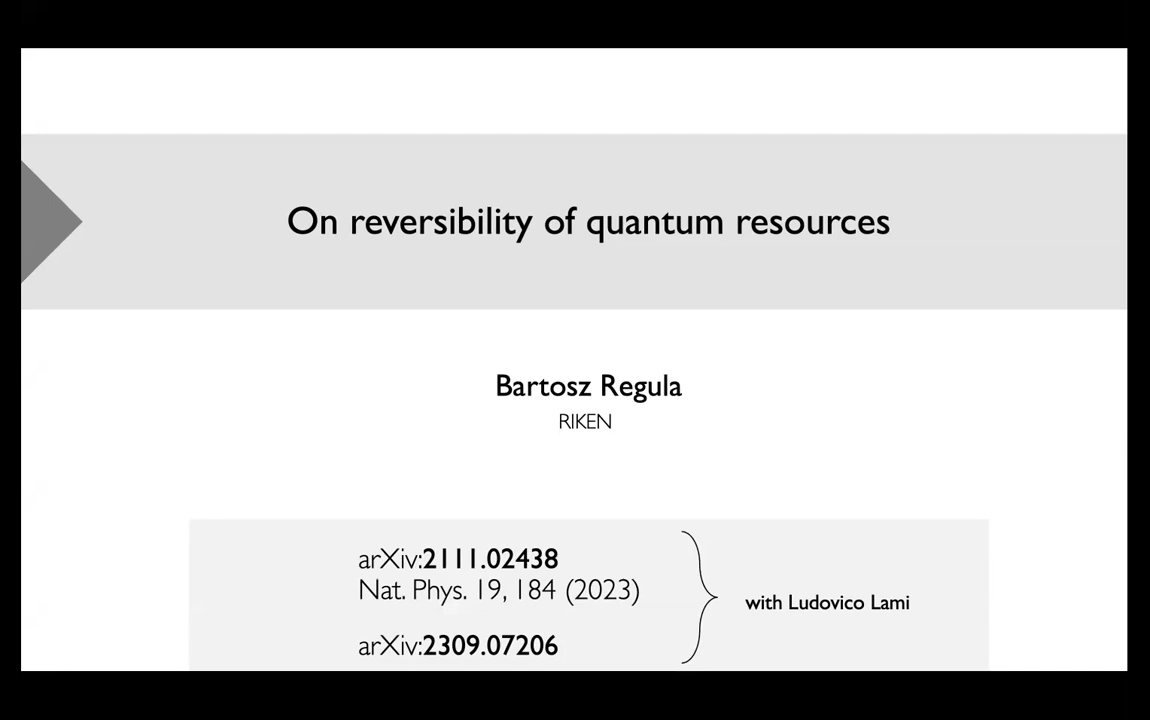 On reversibility of quantum resources
Bartosz Regula
RIKEN
arXiv:2111.02438
Nat. Phys. 19, 184 (2023)
with Ludovico Lami
arXiv:2309.07206